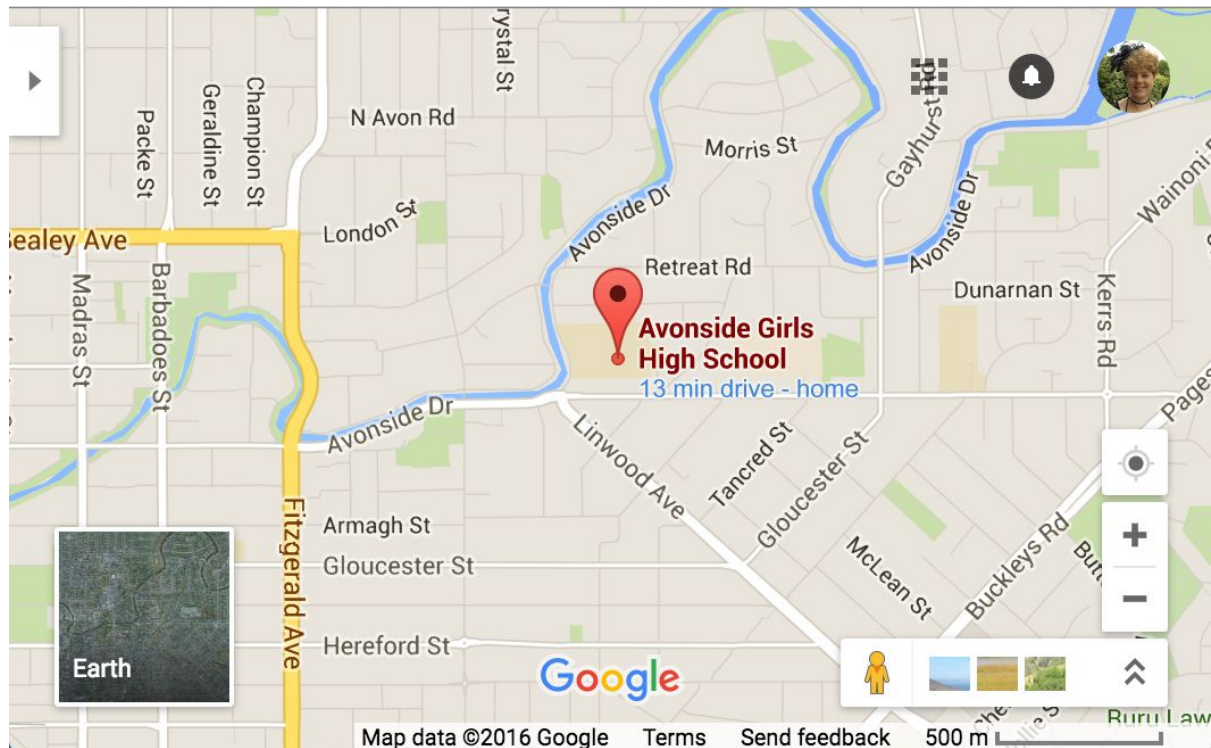 rystal St
Packe St
Geraldine St
Champion St
N Avon Rd
Morris St
Gayhurst Rd
Avonside Dr
Wainoni
London St
Bealey Ave
Avonside Dr
Retreat Rd
Dunarnan St
Kerrs Rd
Madras St
Barbadoes St
Avonside Girls
High School
13 min drive - home
Pages
Avonside Dr
Linwood Ave
Tancred St
Gloucester St
Fitzgerald Ave
Armagh St
Gloucester St
McLean St
Buckleys Rd
Butt
Hereford St
Earth
Google
Ruru Law
Map data ©2016 Google
Terms
Send feedback
500 m